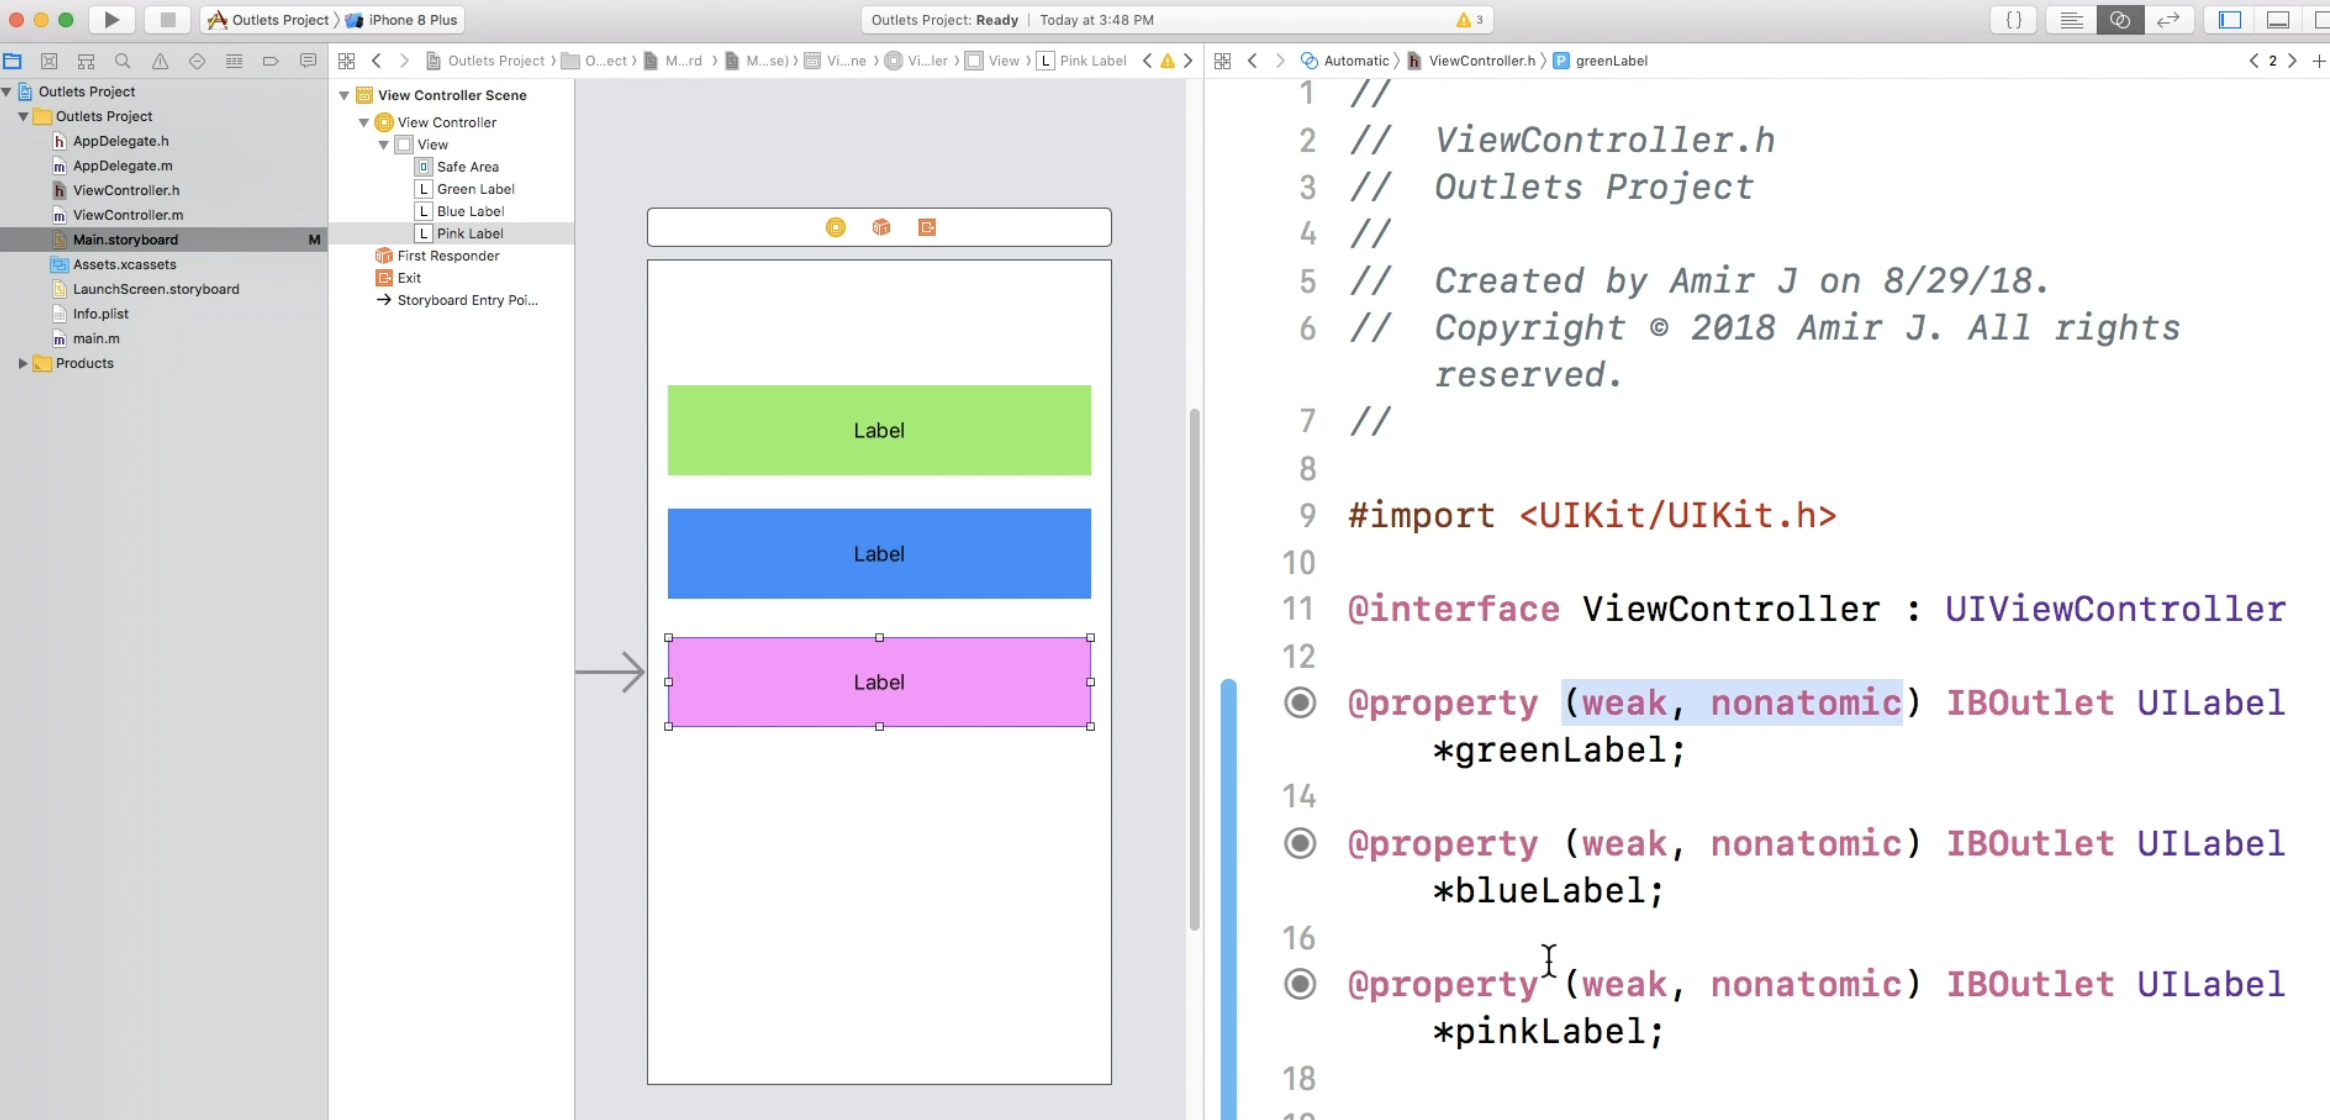 Outlets Project
iPhone 8 Plus
Outlets Project: Ready | Today at 3:48 PM
3
{ }
Outlets Project
O...ect
M...rd
M...se)
Vi...ne
Vi...ler
View
L Pink Label
Automatic
h ViewController.h
P greenLabel
2
Outlets Project
Outlets Project
h AppDelegate.h
m AppDelegate.m
h ViewController.h
m ViewController.m
Main.storyboard M
Assets.xcassets
LaunchScreen.storyboard
Info.plist
m main.m
Products
View Controller Scene
View Controller
View
Safe Area
L Green Label
L Blue Label
L Pink Label
First Responder
Exit
Storyboard Entry Poi...
Label
Label
Label
1 //
2 // ViewController.h
3 // Outlets Project
4 //
5 // Created by Amir J on 8/29/18.
6 // Copyright © 2018 Amir J. All rights
reserved.
7 //
8
9 #import <UIKit/UIKit.h>
10
11 @interface ViewController : UIViewController
12
@property (weak, nonatomic) IBOutlet UILabel
*greenLabel;
14
@property (weak, nonatomic) IBOutlet UILabel
*blueLabel;
16
@property (weak, nonatomic) IBOutlet UILabel
*pinkLabel;
18